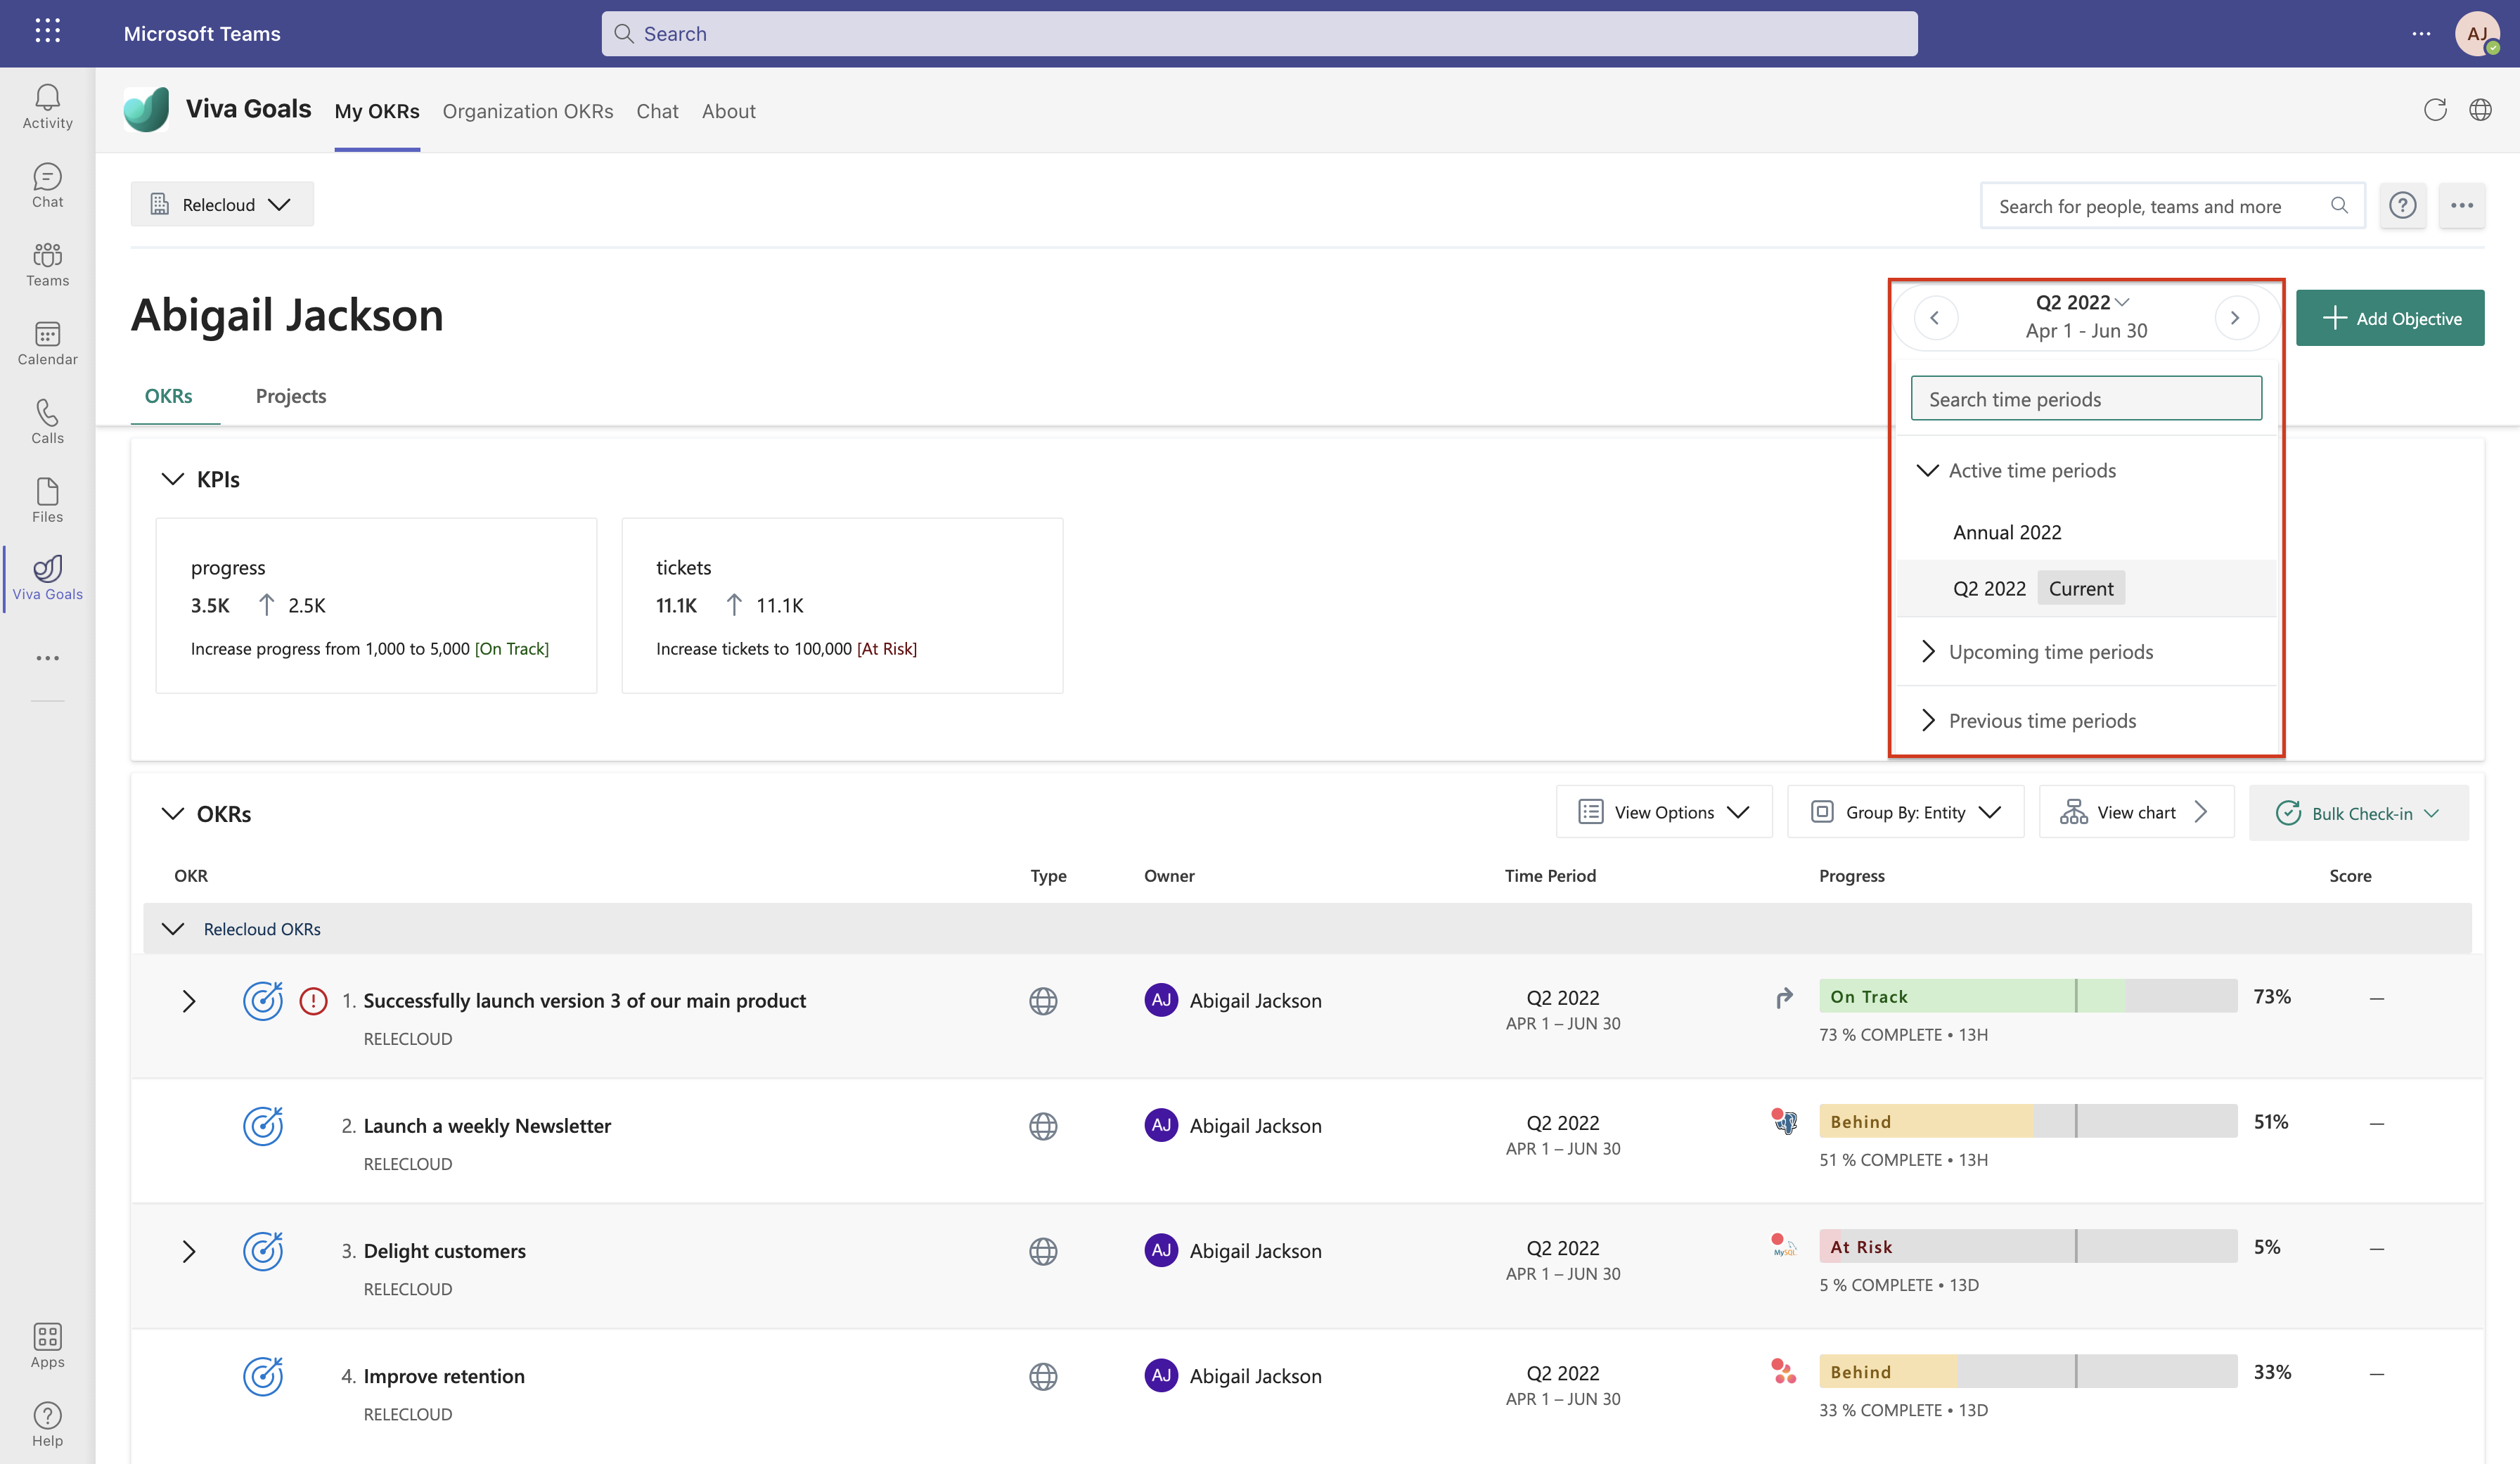 Microsoft Teams
Search
AJ
Activity
Chat
Teams
Calendar
Calls
Files
Viva Goals
Apps
Help
Viva Goals
My OKRs
Organization OKRs
Chat
About
Relecloud
Search for people, teams and more
Abigail Jackson
Q2 2022
Apr 1 - Jun 30
Add Objective
OKRs
Projects
Search time periods
Active time periods
Annual 2022
Q2 2022 Current
Upcoming time periods
Previous time periods
KPIs
progress
3.5K 2.5K
Increase progress from 1,000 to 5,000 [On Track]
tickets
11.1K 11.1K
Increase tickets to 100,000 [At Risk]
OKRs
View Options
Group By: Entity
View chart
Bulk Check-in
OKR Type Owner Time Period Progress Score
Relecloud OKRs
1. Successfully launch version 3 of our main product
RELECLOUD
AJ Abigail Jackson
Q2 2022
APR 1 – JUN 30
On Track
73%
—
73 % COMPLETE • 13H
2. Launch a weekly Newsletter
RELECLOUD
AJ Abigail Jackson
Q2 2022
APR 1 – JUN 30
Behind
51%
—
51 % COMPLETE • 13H
3. Delight customers
RELECLOUD
AJ Abigail Jackson
Q2 2022
APR 1 – JUN 30
MySQL
At Risk
5%
—
5 % COMPLETE • 13D
4. Improve retention
RELECLOUD
AJ Abigail Jackson
Q2 2022
APR 1 – JUN 30
Behind
33%
—
33 % COMPLETE • 13D